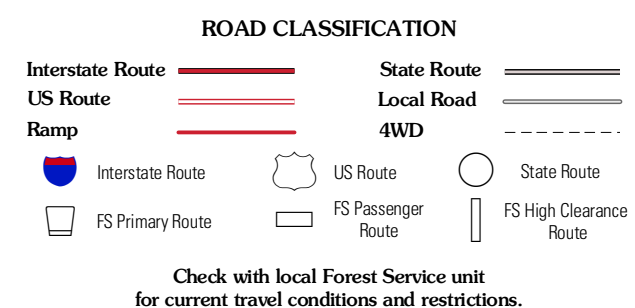 ROAD CLASSIFICATION
Interstate Route
State Route
US Route
Local Road
Ramp
4WD
Interstate Route
US Route
State Route
FS Primary Route
FS Passenger
Route
FS High Clearance
Route
Check with local Forest Service unit
for current travel conditions and restrictions.